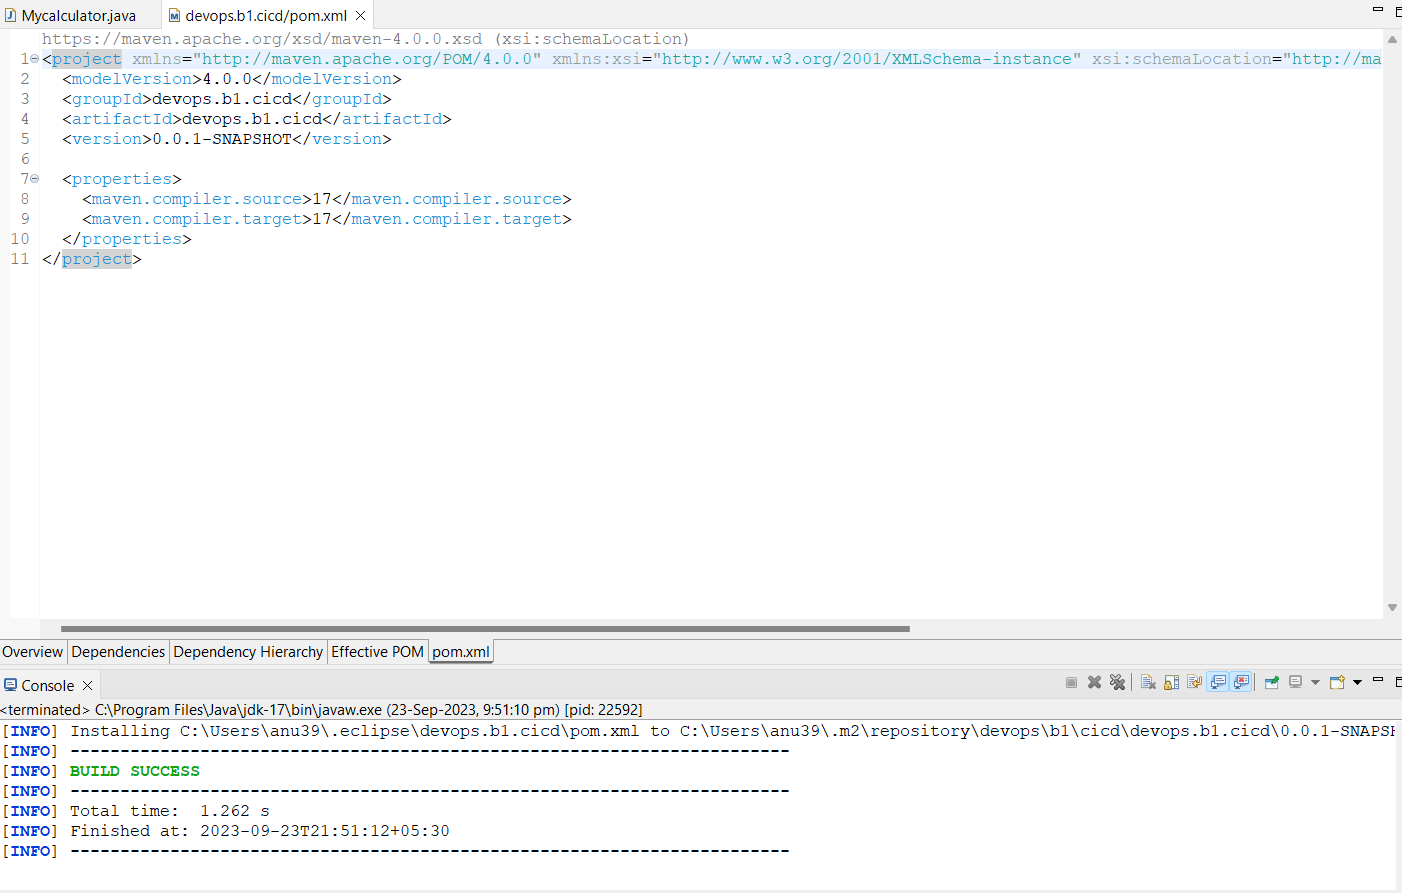 Mycalculator.java devops.b1.cicd/pom.xml
https://maven.apache.org/xsd/maven-4.0.0.xsd (xsi:schemaLocation)
1 <project xmlns="http://maven.apache.org/POM/4.0.0" xmlns:xsi="http://www.w3.org/2001/XMLSchema-instance" xsi:schemaLocation="http://ma
2 <modelVersion>4.0.0</modelVersion>
3 <groupId>devops.b1.cicd</groupId>
4 <artifactId>devops.b1.cicd</artifactId>
5 <version>0.0.1-SNAPSHOT</version>
6
7 <properties>
8 <maven.compiler.source>17</maven.compiler.source>
9 <maven.compiler.target>17</maven.compiler.target>
10 </properties>
11 </project>
Overview Dependencies Dependency Hierarchy Effective POM pom.xml
Console
<terminated> C:\Program Files\Java\jdk-17\bin\javaw.exe (23-Sep-2023, 9:51:10 pm) [pid: 22592]
[INFO] Installing C:\Users\anu39\.eclipse\devops.b1.cicd\pom.xml to C:\Users\anu39\.m2\repository\devops\b1\cicd\devops.b1.cicd\0.0.1-SNAPSH
[INFO] ------------------------------------------------------------------------
[INFO] BUILD SUCCESS
[INFO] ------------------------------------------------------------------------
[INFO] Total time:  1.262 s
[INFO] Finished at: 2023-09-23T21:51:12+05:30
[INFO] ------------------------------------------------------------------------